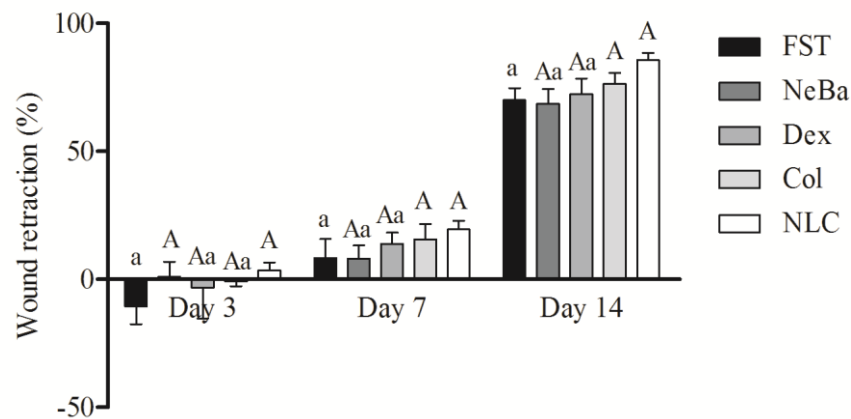 Wound retraction (%)
100
50
0
-50
a A Aa Aa A
Day 3
a Aa Aa A A
Day 7
a Aa Aa A A
Day 14
FST
NeBa
Dex
Col
NLC